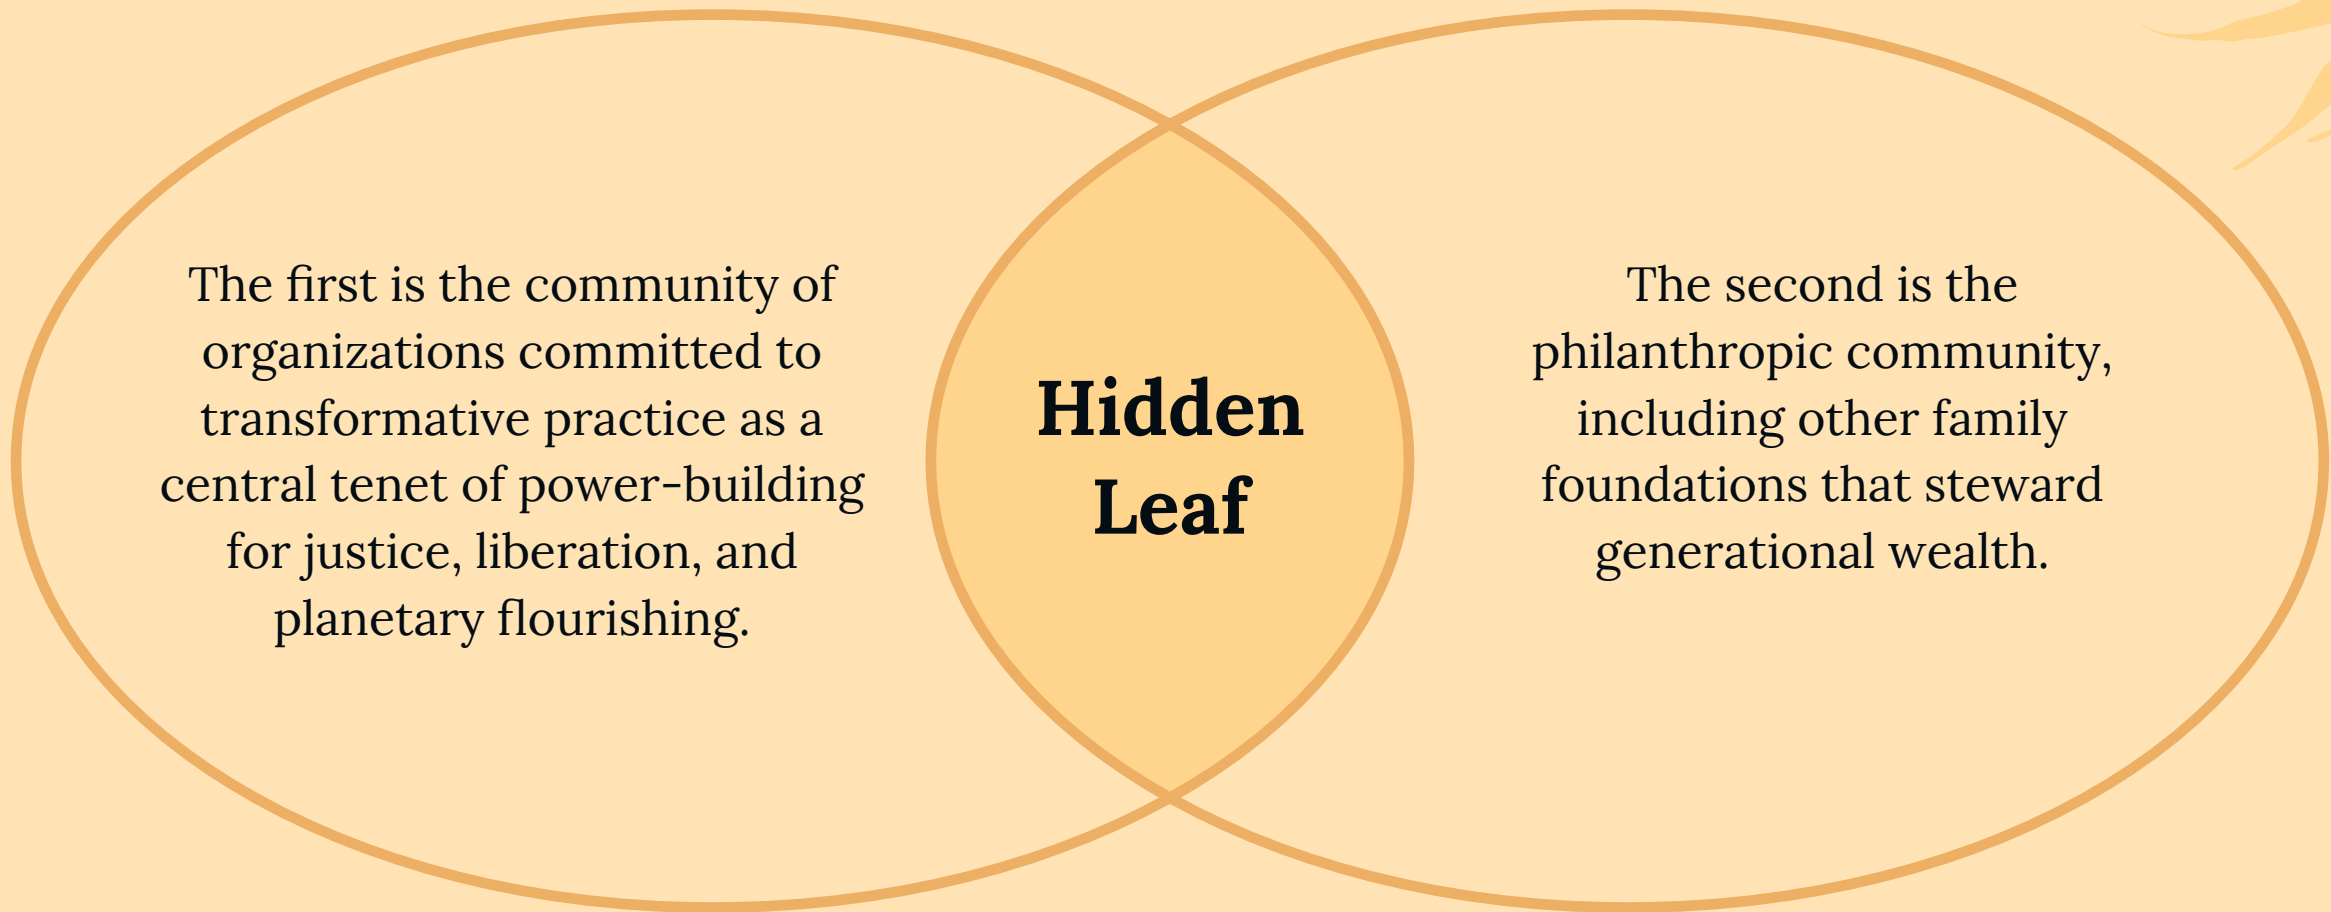 The first is the community of
organizations committed to
transformative practice as a
central tenet of power-building
for justice, liberation, and
planetary flourishing.
Hidden
Leaf
The second is the
philanthropic community,
including other family
foundations that steward
generational wealth.